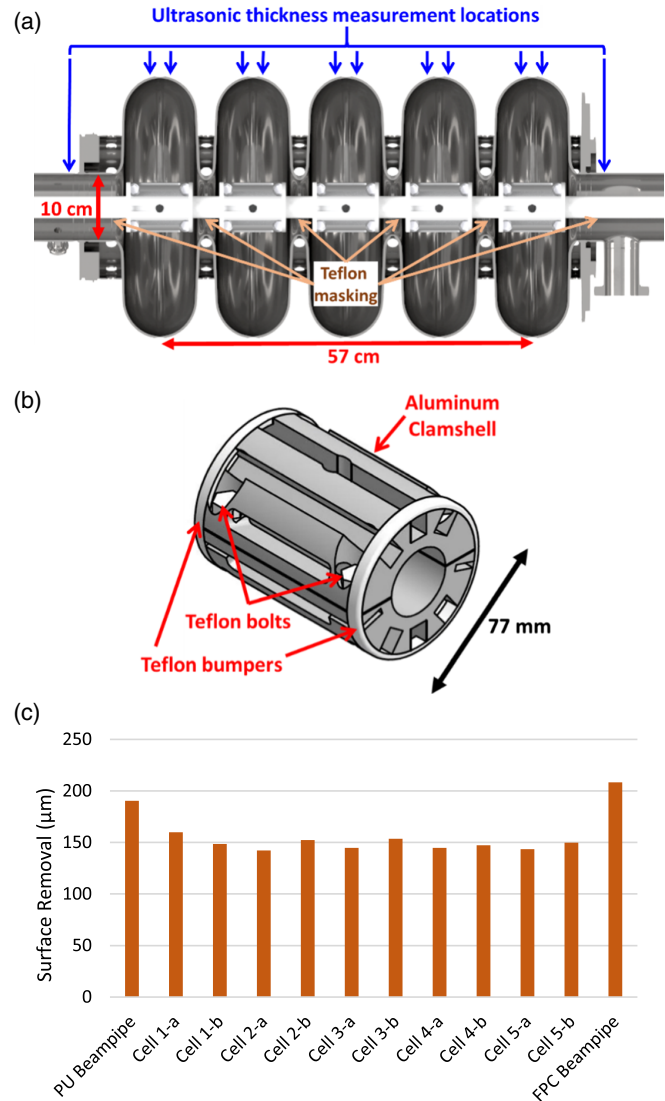 (a)
Ultrasonic thickness measurement locations
10 cm
Teflon
masking
57 cm
(b)
Aluminum
Clamshell
Teflon bolts
Teflon bumpers
77 mm
(c)
Surface Removal (μm)
250
200
150
100
50
0
PU Beampipe
Cell 1-a
Cell 1-b
Cell 2-a
Cell 2-b
Cell 3-a
Cell 3-b
Cell 4-a
Cell 4-b
Cell 5-a
Cell 5-b
FPC Beampipe